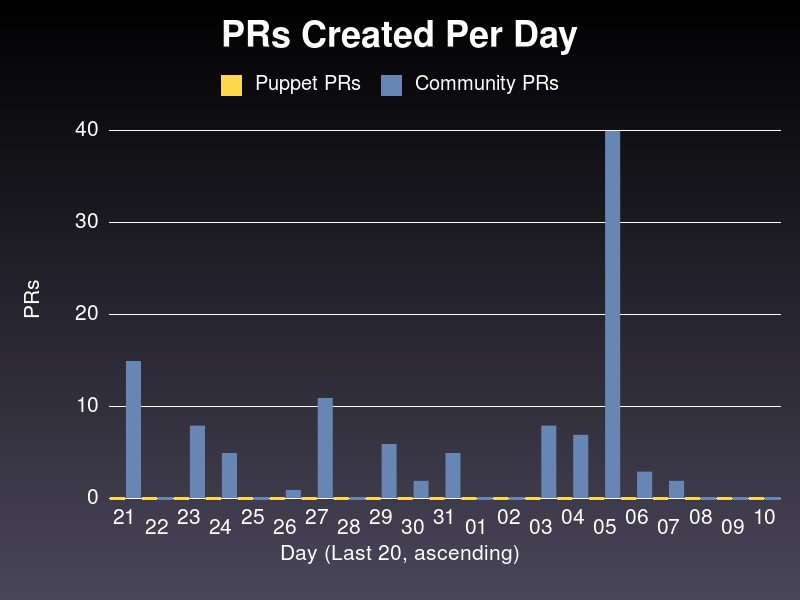 PRs Created Per Day
Puppet PRs Community PRs
40
30
20
10
0
PRs
21 22 23 24 25 26 27 28 29 30 31 01 02 03 04 05 06 07 08 09 10
Day (Last 20, ascending)